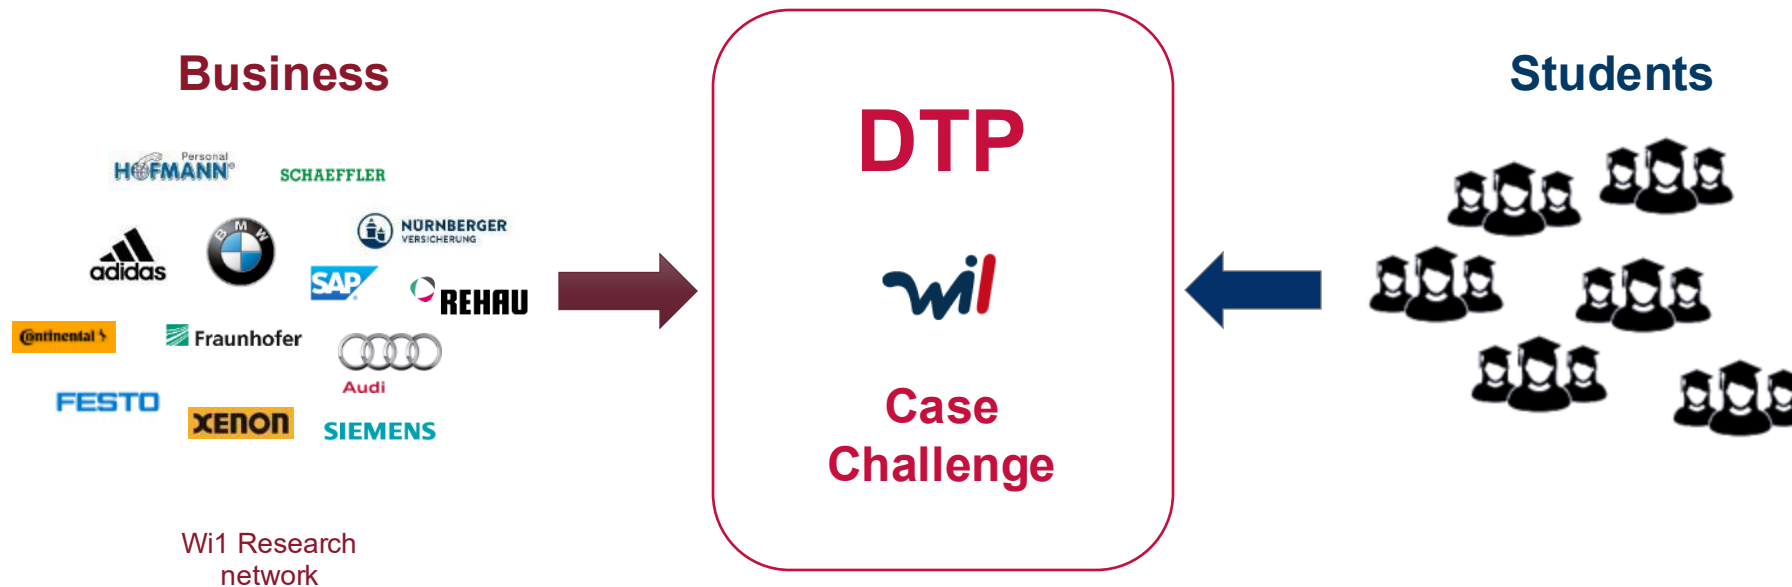 Business
Personal
HOFMANN®
SCHAEFFLER
adidas
BMW
NÜRNBERGER
VERSICHERUNG
SAP®
REHAU
Continental
Fraunhofer
Audi
FESTO
XENON
SIEMENS
Wi1 Research
network
DTP
wi1
Case
Challenge
Students